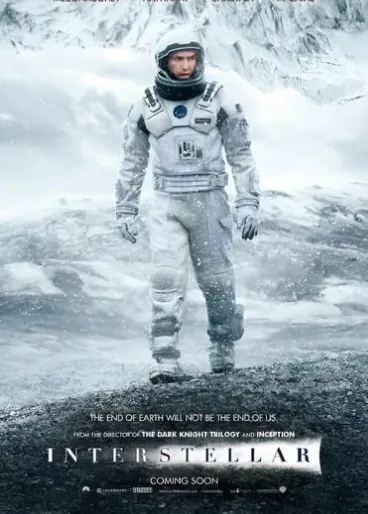 THE END OF EARTH WILL NOT BE THE END OF US.
FROM THE DIRECTOR OF THE DARK KNIGHT TRILOGY AND INCEPTION
INTERSTELLAR
COMING SOON